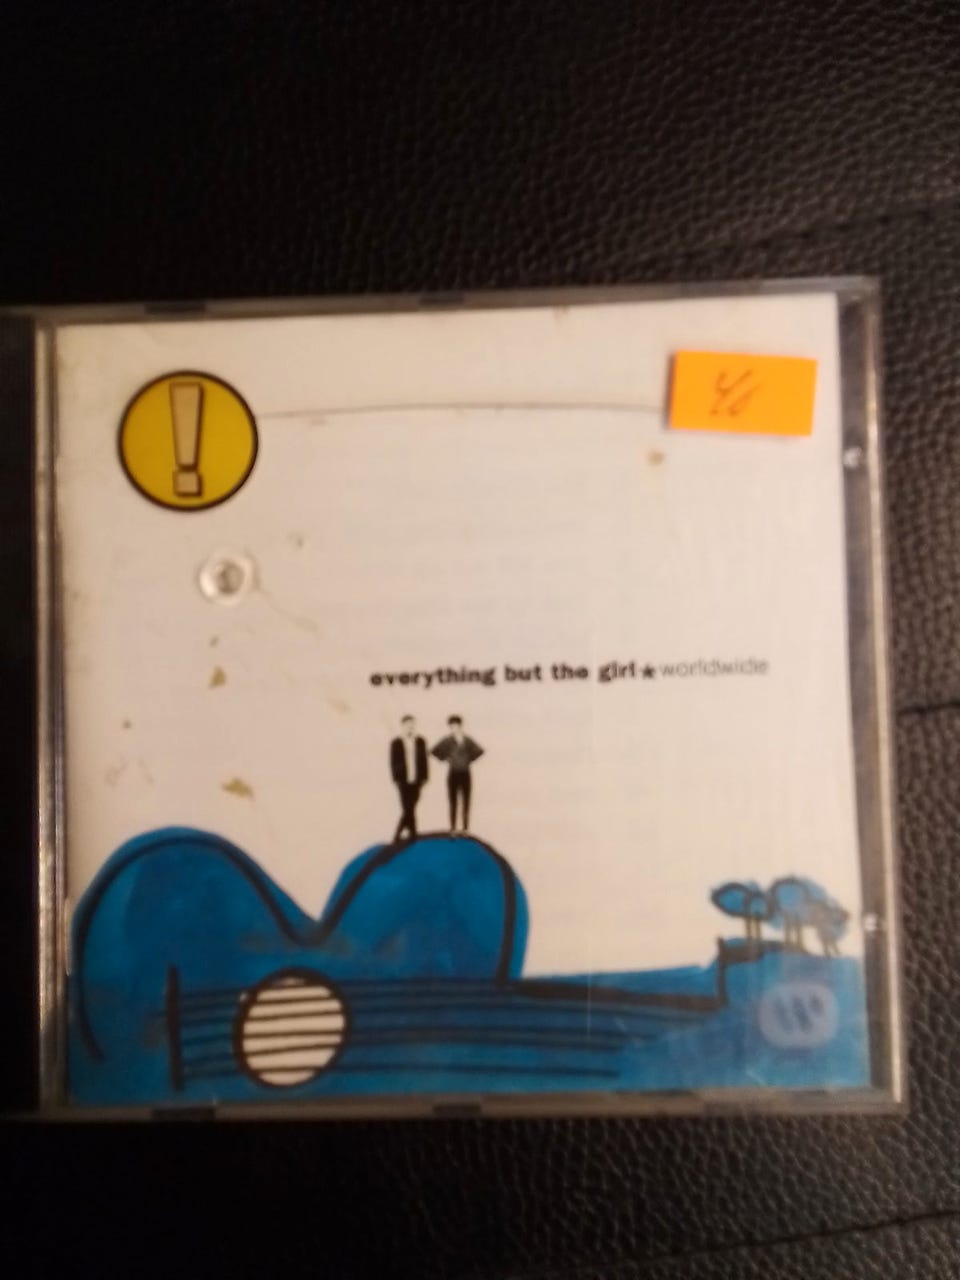 !
everything but the girl★worldwide